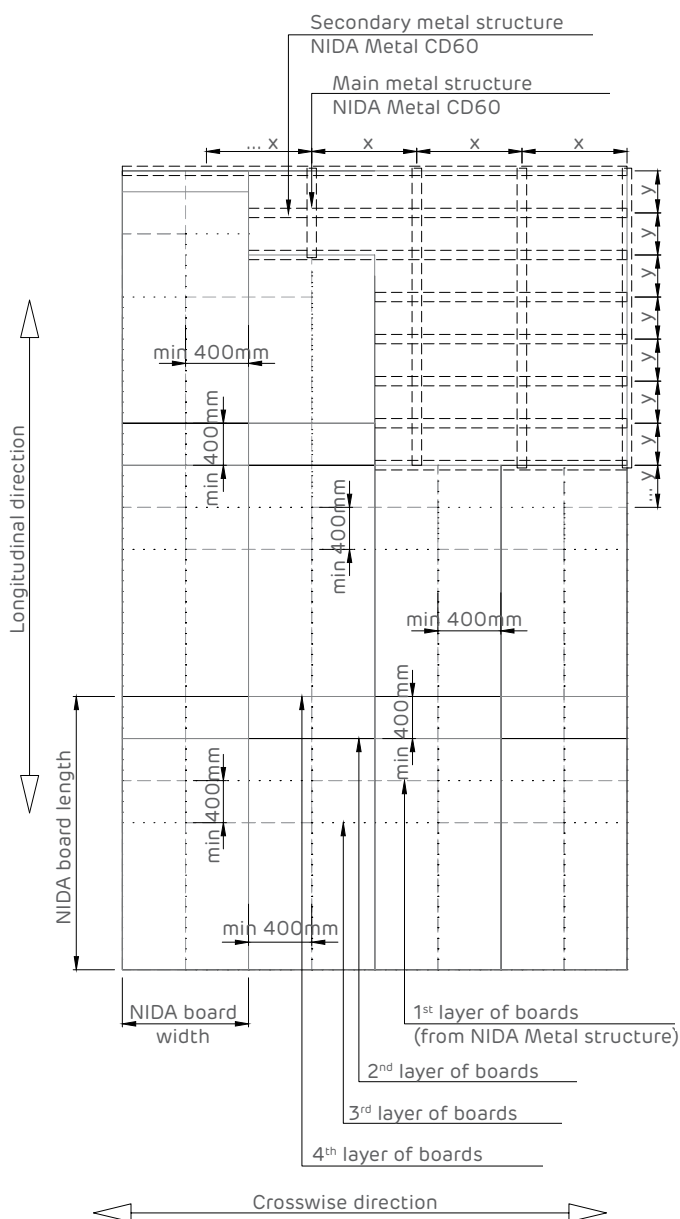 Secondary metal structure
NIDA Metal CD60
Main metal structure
NIDA Metal CD60
... x
x
x
x
y
y
y
y
y
y
y
... y
Longitudinal direction
min 400mm
min 400mm
min 400mm
min 400mm
min 400mm
min 400mm
min 400mm
NIDA board length
NIDA board
width
1st layer of boards
(from NIDA Metal structure)
2nd layer of boards
3rd layer of boards
4th layer of boards
Crosswise direction